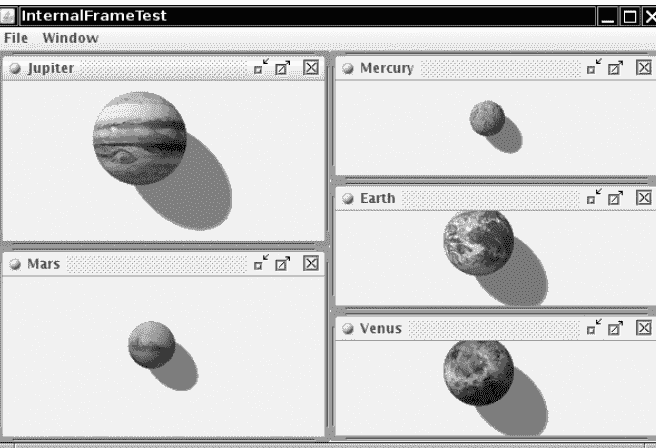 InternalFrameTest
File Window
Jupiter
Mercury
Earth
Mars
Venus